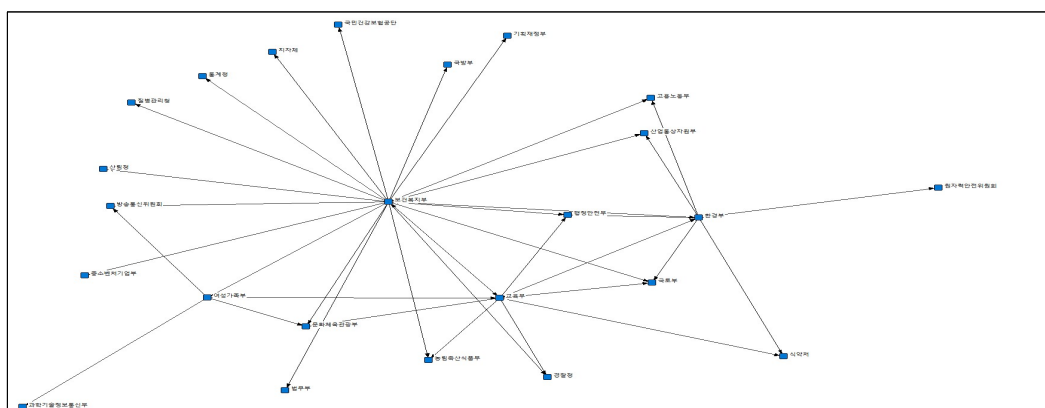 국민건강보험공단
기획재정부
지자체
국방부
통계청
고용노동부
질병관리청
산업통상자원부
산림청
원자력안전위원회
보건복지부
방송통신위원회
행정안전부
환경부
중소벤처기업부
국토부
여성가족부
교육부
문화체육관광부
식약처
농림축산식품부
경찰청
법무부
과학기술정보통신부